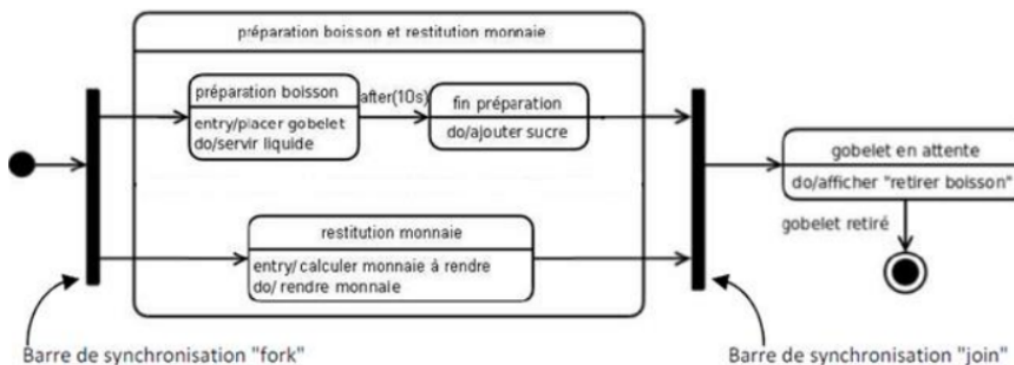 préparation boisson et restitution monnaie
préparation boisson
entry/placer gobelet
do/servir liquide
after(10s)
fin préparation
do/ajouter sucre
gobelet en attente
do/afficher "retirer boisson"
gobelet retiré
restitution monnaie
entry/calculer monnaie à rendre
do/ rendre monnaie
Barre de synchronisation "fork"
Barre de synchronisation "join"